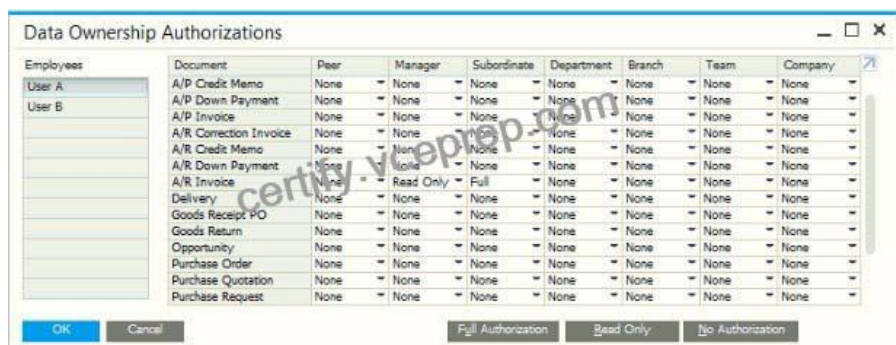 Data Ownership Authorizations
Employees Document Peer Manager Subordinate Department Branch Team Company
User A A/P Credit Memo None None None None None None None
User B A/P Down Payment None None None None None None None
A/P Invoice None None None None None None None
A/R Correction Invoice None None None None None None None
A/R Credit Memo None None None None None None None
A/R Down Payment None None None None None None
A/R Invoice None Read Only Full None None None None
Delivery None None None None None None None
Goods Receipt PO None None None None None None None
Goods Return None None None None None None None
Opportunity None None None None None None None
Purchase Order None None None None None None None
Purchase Quotation None None None None None None None
Purchase Request None None None None None None None
OK Cancel Full Authorization Read Only No Authorization
certify.vceprep.com